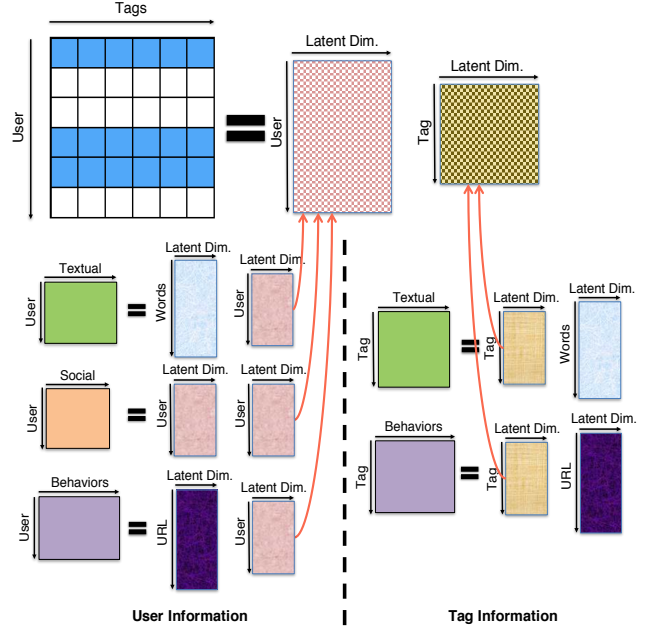 Tags
User
Latent Dim.
User
Latent Dim.
Tag
Textual
User
Latent Dim.
Words
Latent Dim.
User
Social
User
Latent Dim.
User
Latent Dim.
User
Behaviors
User
Latent Dim.
URL
Latent Dim.
User
User Information
Textual
Tag
Latent Dim.
Tag
Latent Dim.
Words
Behaviors
Tag
Latent Dim.
Tag
Latent Dim.
URL
Tag Information